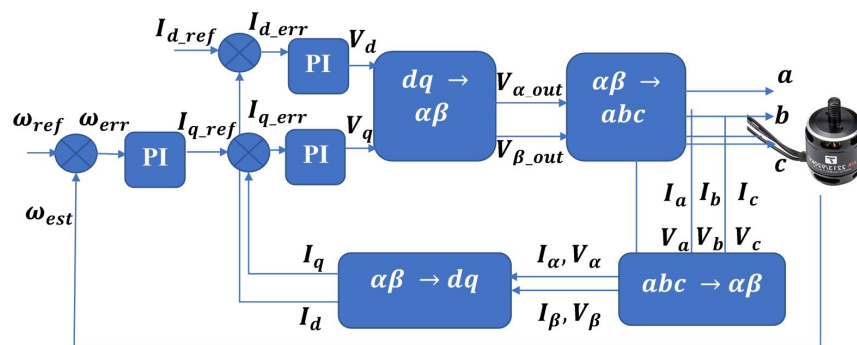 I_d_ref
I_d_err
V_d
PI
dq → αβ
V_α_out
V_β_out
αβ → abc
a
b
c
ω_ref
ω_err
PI
I_q_ref
I_q_err
PI
V_q
ω_est
I_a I_b I_c
V_a V_b V_c
I_q
I_d
αβ → dq
I_α, V_α
I_β, V_β
abc → αβ